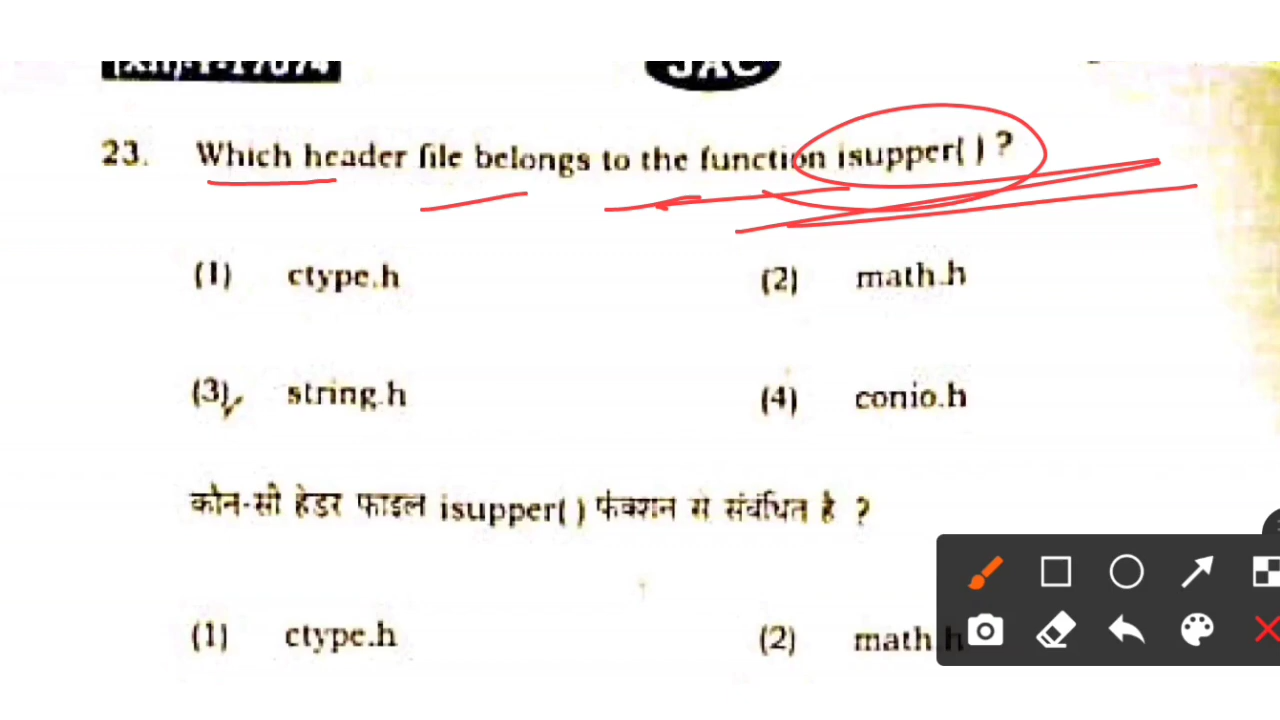 JAC
23. Which header file belongs to the function isupper( ) ?
(1) ctype.h (2) math.h
(3) string.h (4) conio.h
कौन-सी हेडर फाइल isupper( ) फंक्शन से संबंधित है ?
(1) ctype.h (2) math.h